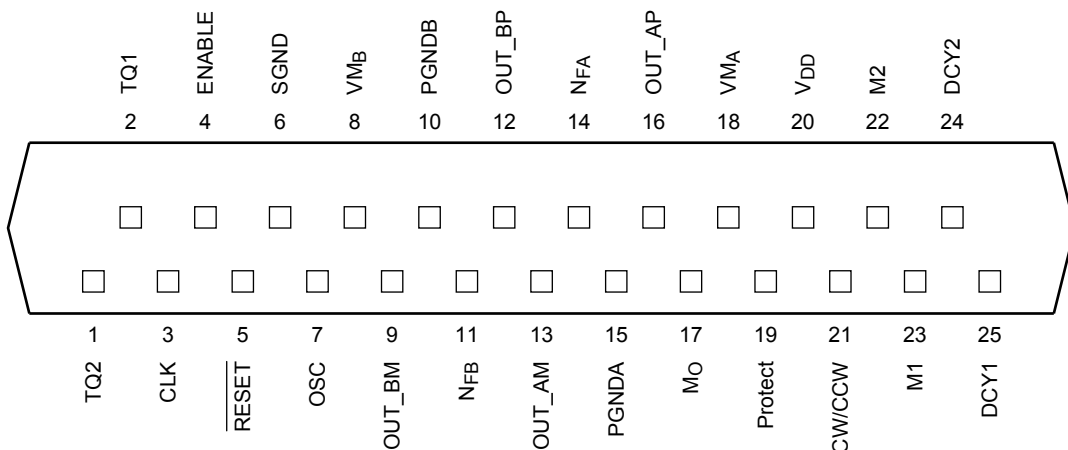 TQ1 ENABLE SGND VMB PGNDB OUT_BP NFA OUT_AP VMA VDD M2 DCY2
2 4 6 8 10 12 14 16 18 20 22 24
1 3 5 7 9 11 13 15 17 19 21 23 25
TQ2 CLK RESET OSC OUT_BM NFB OUT_AM PGNDA MO Protect CW/CCW M1 DCY1